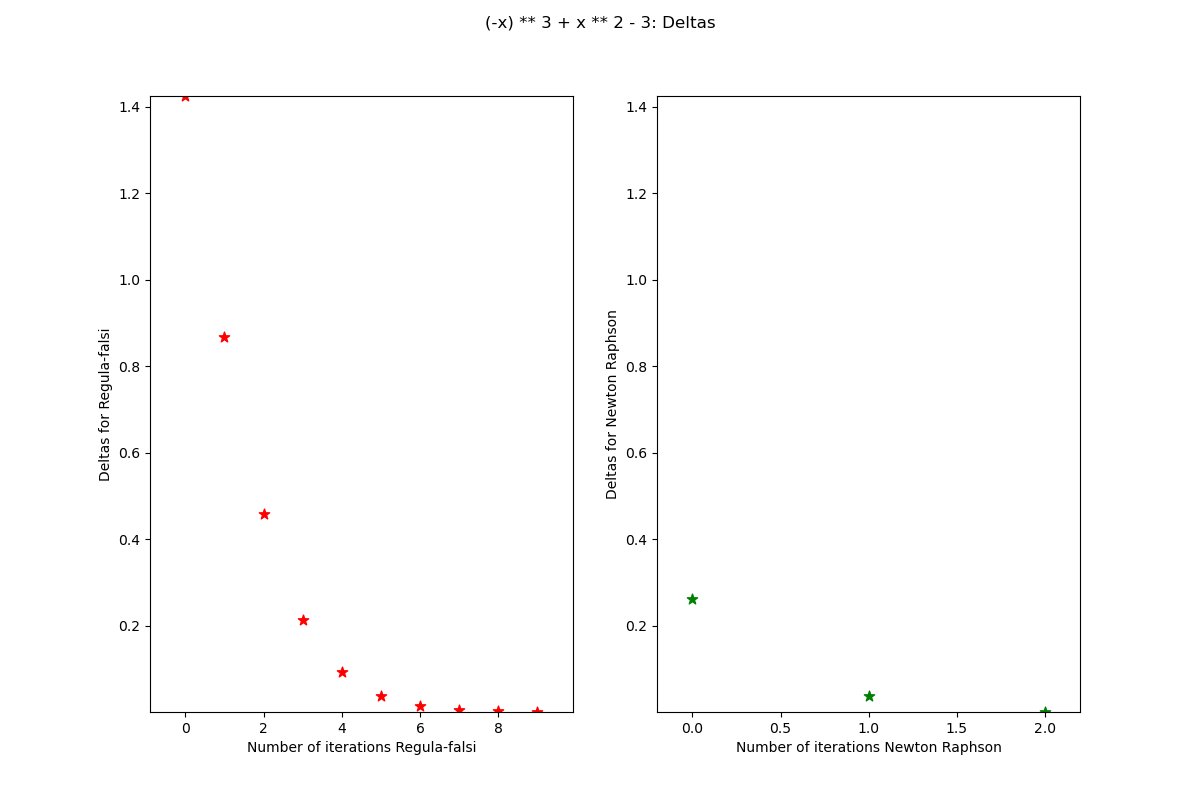 (-x) ** 3 + x ** 2 - 3: Deltas
1.4
1.2
1.0
0.8
0.6
0.4
0.2
Deltas for Regula-falsi
0 2 4 6 8
Number of iterations Regula-falsi
1.4
1.2
1.0
0.8
0.6
0.4
0.2
Deltas for Newton Raphson
0.0 0.5 1.0 1.5 2.0
Number of iterations Newton Raphson